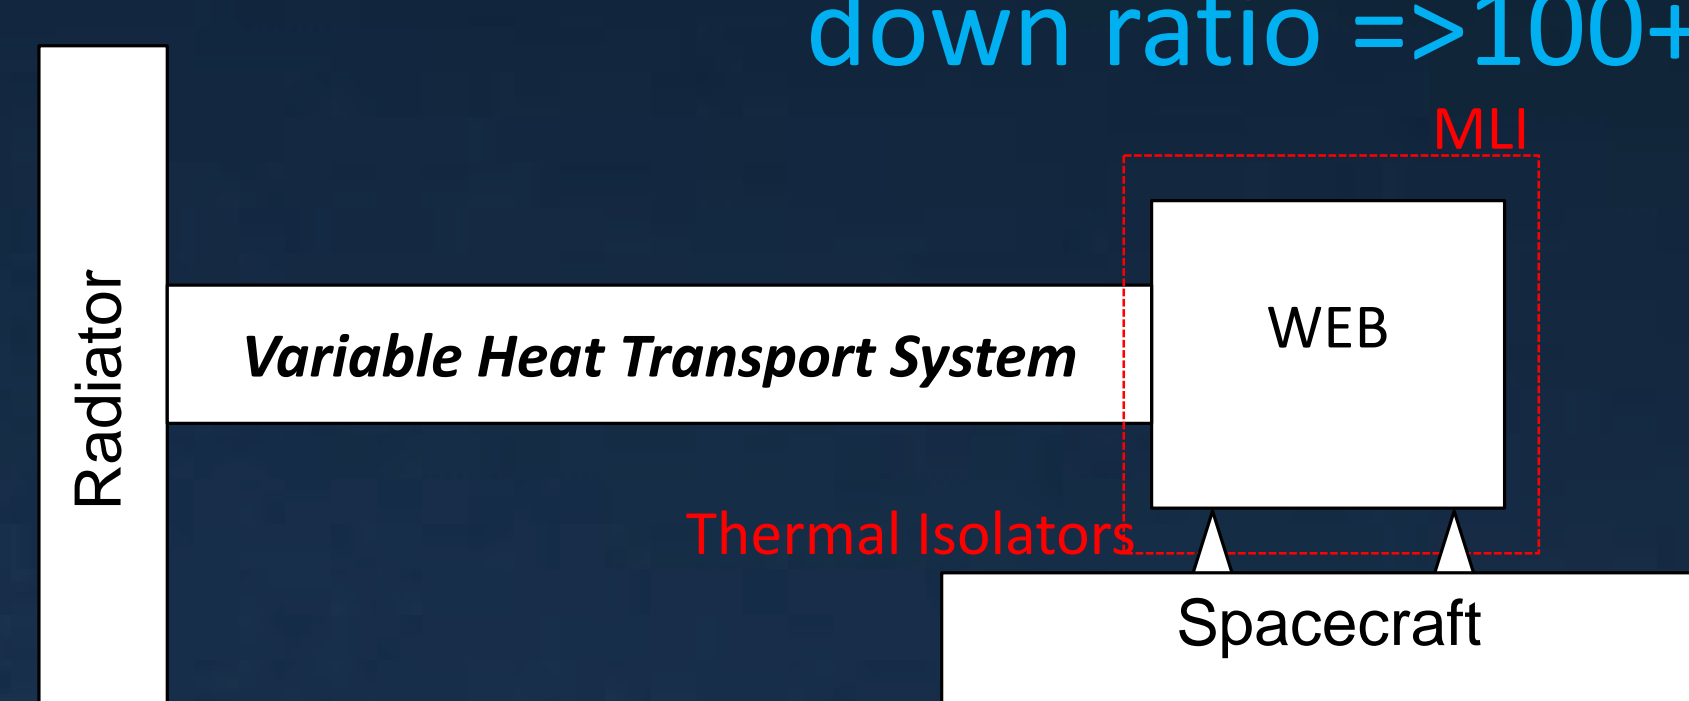 down ratio =>100+
MLI
Radiator
Variable Heat Transport System
WEB
Thermal Isolators
Spacecraft